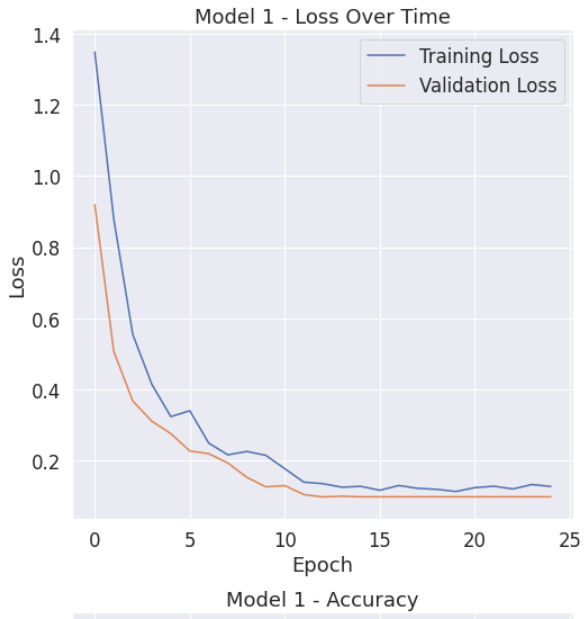 Model 1 - Loss Over Time
1.4
1.2
1.0
0.8
0.6
0.4
0.2
Loss
Training Loss
Validation Loss
0 5 10 15 20 25
Epoch
Model 1 - Accuracy